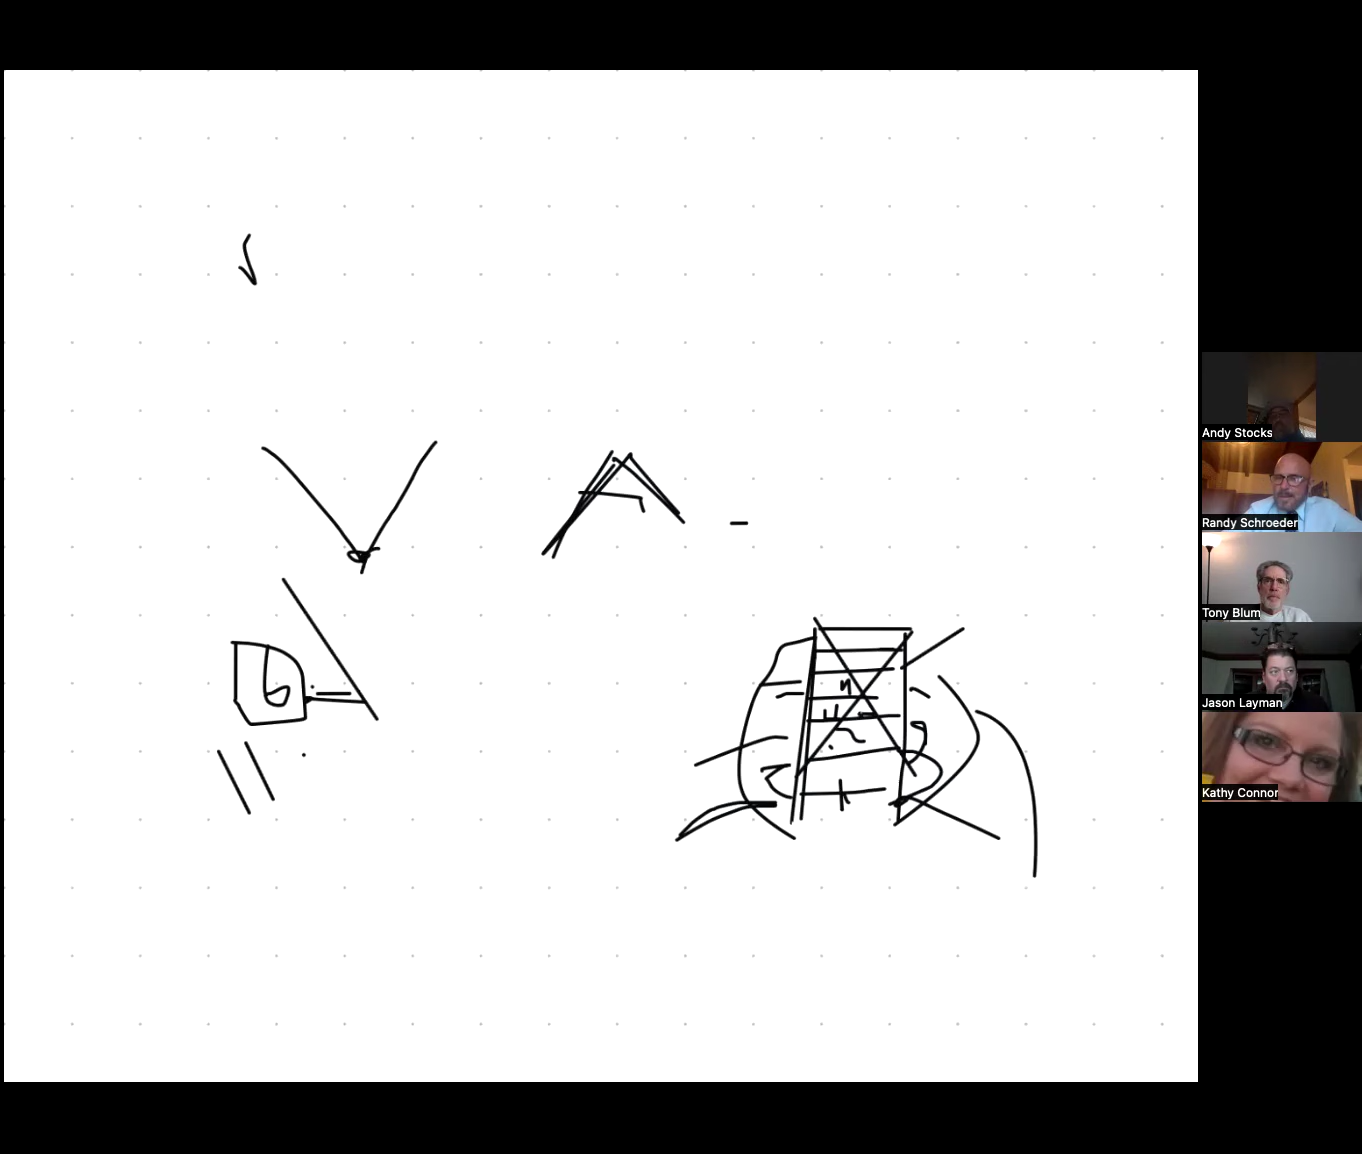 Andy Stocks
Randy Schroeder
Tony Blum
Jason Layman
Kathy Connor